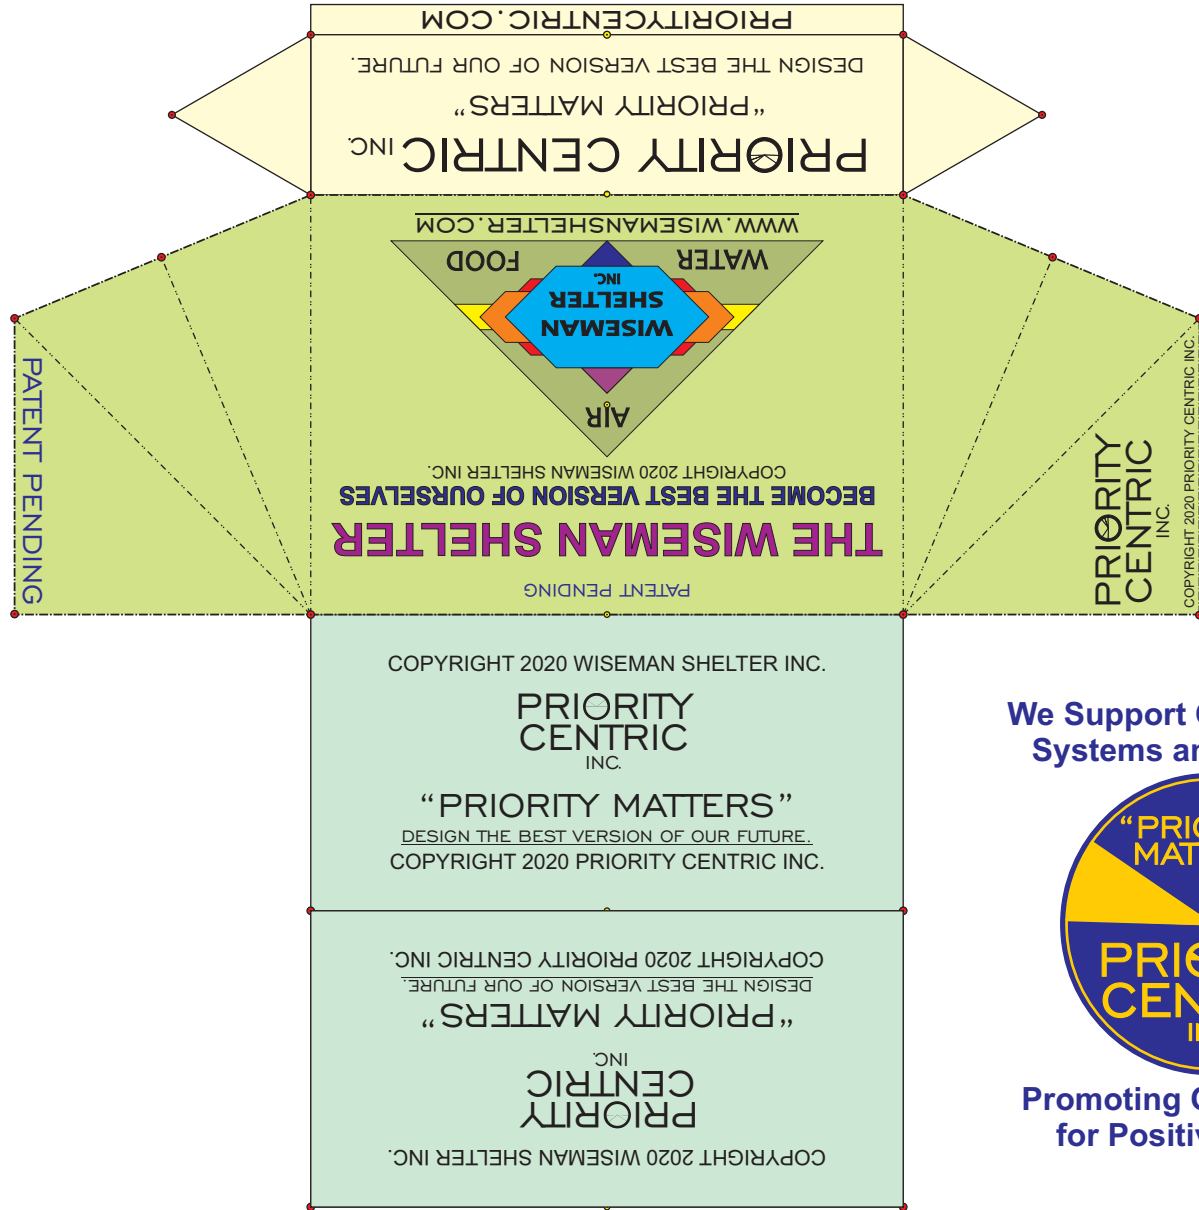 PRIORITYCENTRIC.COM
DESIGN THE BEST VERSION OF OUR FUTURE.
"PRIORITY MATTERS"
PRIORITY CENTRIC INC.
WWW.WISEMANSHELTER.COM
WATER
FOOD
WISEMAN
SHELTER
INC.
AIR
COPYRIGHT 2020 WISEMAN SHELTER INC.
BECOME THE BEST VERSION OF OURSELVES
THE WISEMAN SHELTER
PATENT PENDING
PATENT PENDING
PRIORITY
CENTRIC
INC.
COPYRIGHT 2020 PRIORITY CENTRIC INC.
COPYRIGHT 2020 WISEMAN SHELTER INC.
PRIORITY
CENTRIC
INC.
“PRIORITY MATTERS”
DESIGN THE BEST VERSION OF OUR FUTURE.
COPYRIGHT 2020 PRIORITY CENTRIC INC.
COPYRIGHT 2020 PRIORITY CENTRIC INC.
DESIGN THE BEST VERSION OF OUR FUTURE.
"PRIORITY MATTERS"
INC.
CENTRIC
PRIORITY
COPYRIGHT 2020 WISEMAN SHELTER INC.
We Support
Systems
“PRIO
MATT
PRIO
CEN
Promoting
for